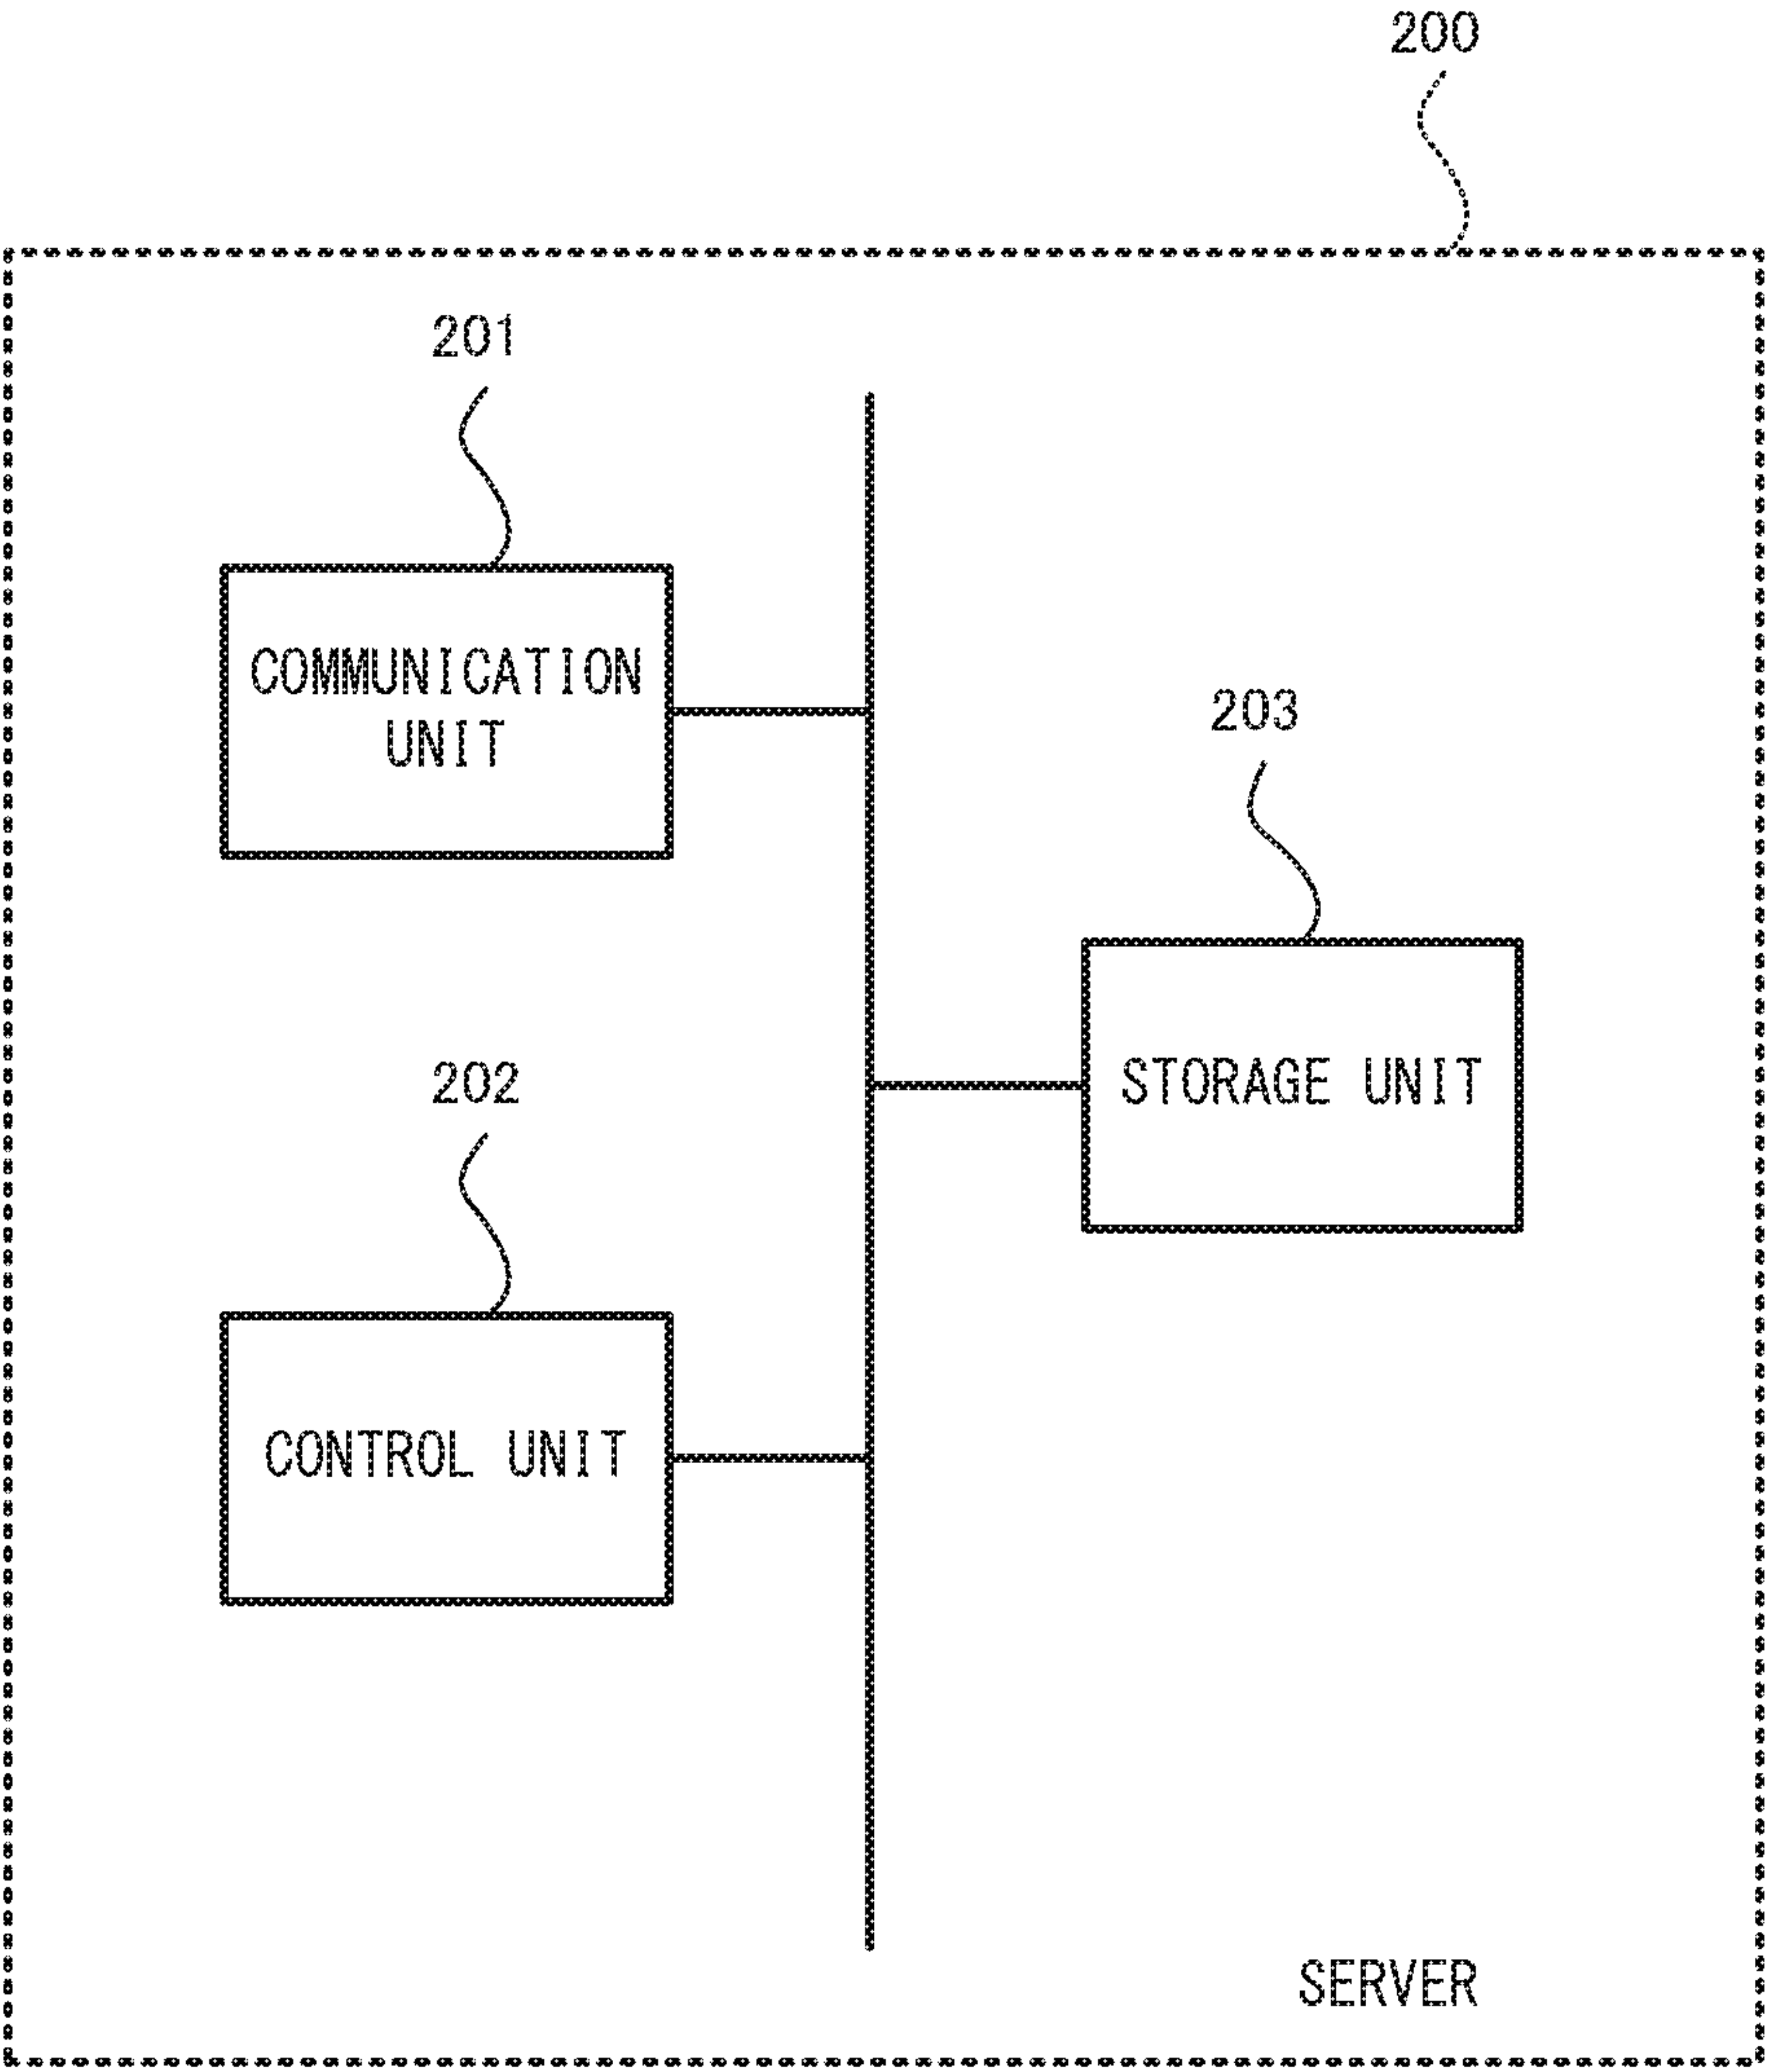 200
201
COMMUNICATION
UNIT
203
STORAGE UNIT
202
CONTROL UNIT
SERVER